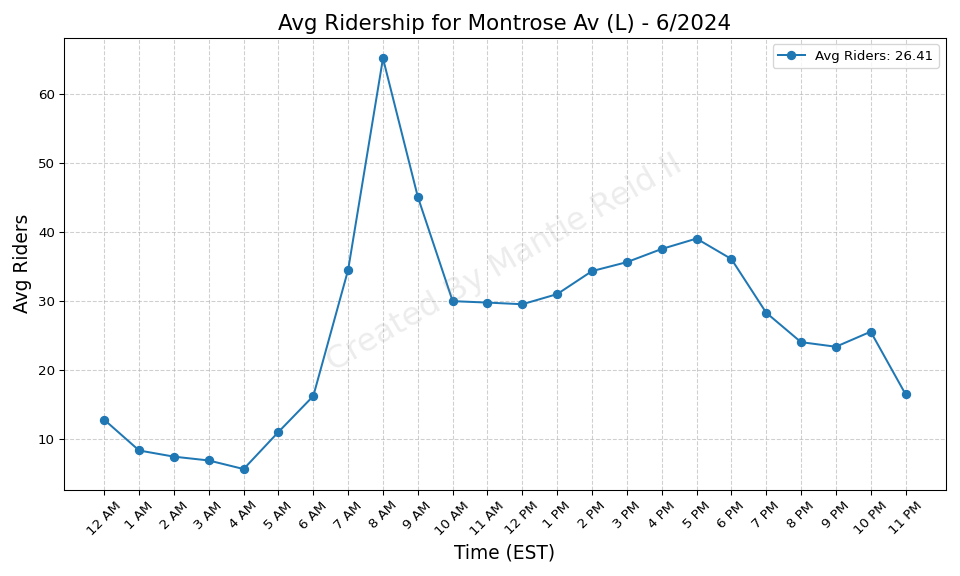 Avg Ridership for Montrose Av (L) - 6/2024
Avg Riders: 26.41
Avg Riders
60
50
40
30
20
10
Created By Mantie Reid II
12 AM
1 AM
2 AM
3 AM
4 AM
5 AM
6 AM
7 AM
8 AM
9 AM
10 AM
11 AM
12 PM
1 PM
2 PM
3 PM
4 PM
5 PM
6 PM
7 PM
8 PM
9 PM
10 PM
11 PM
Time (EST)